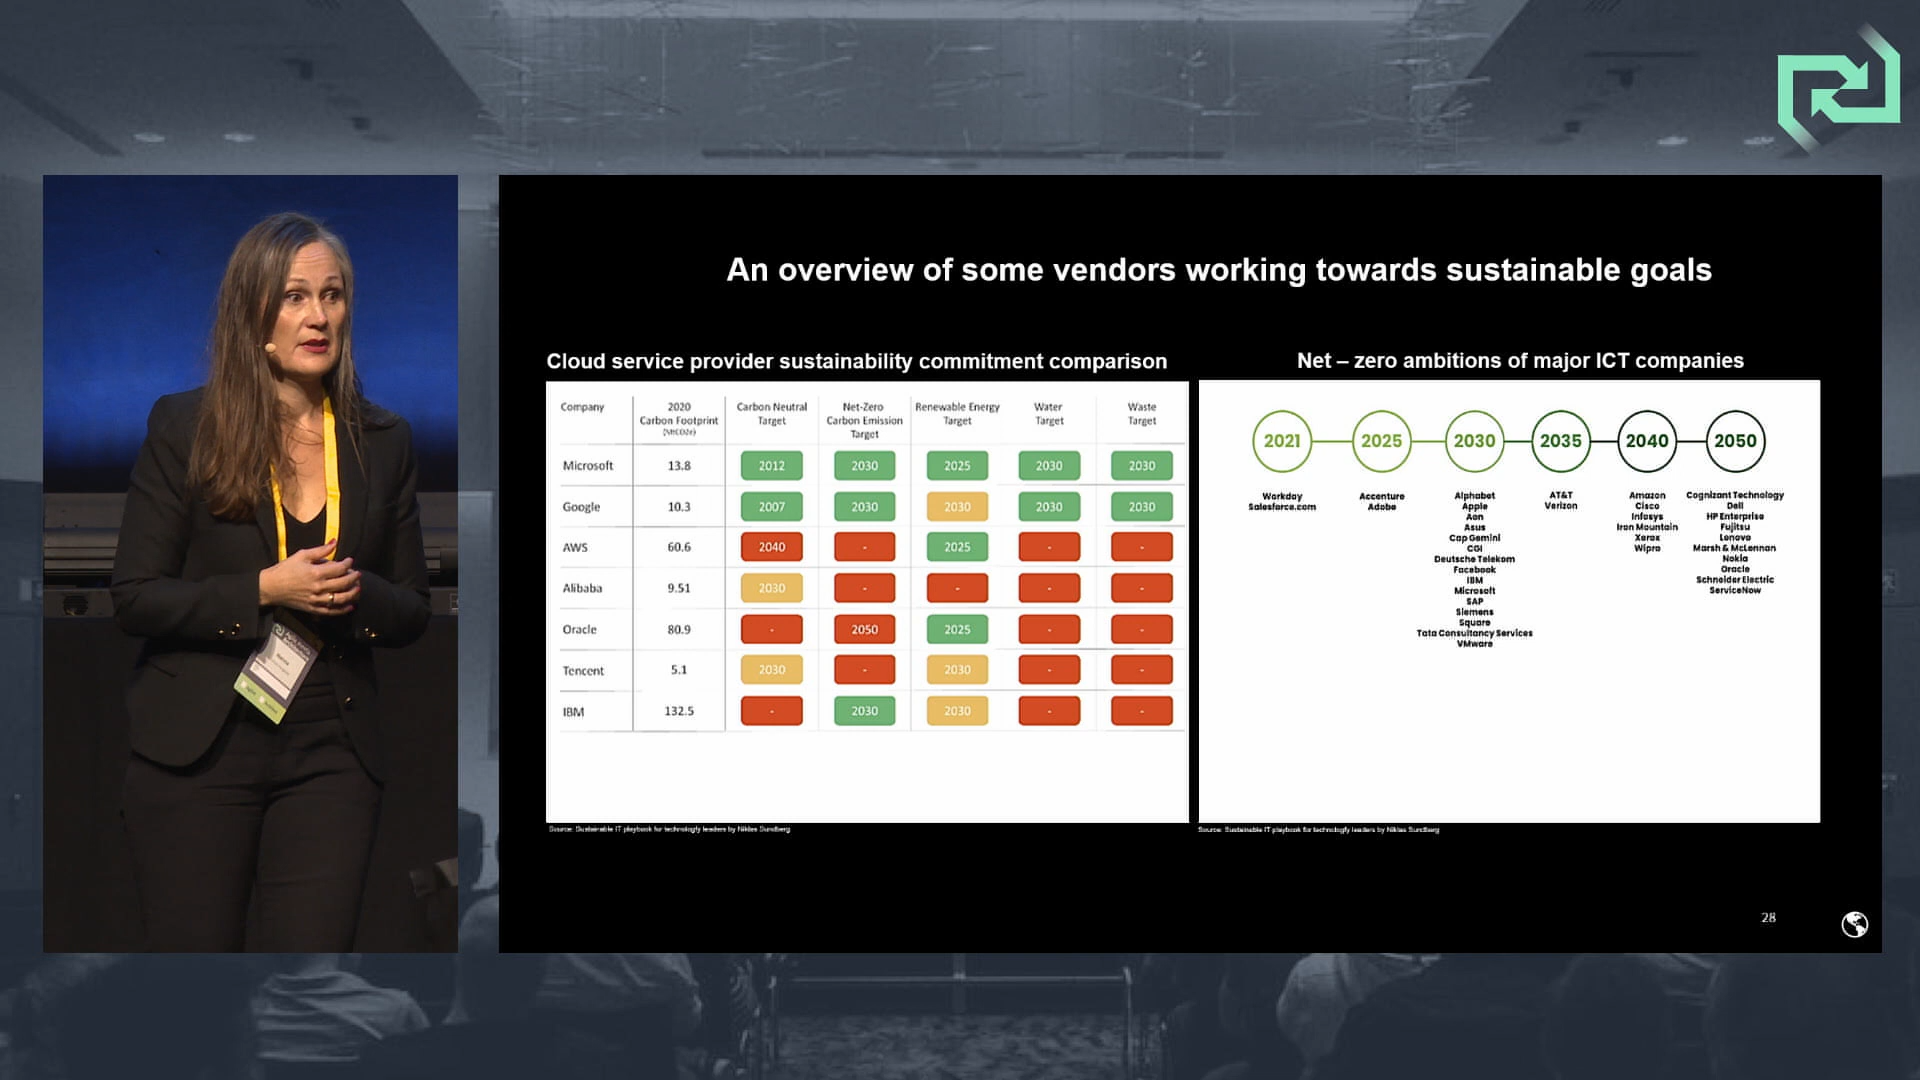 An overview of some vendors working towards sustainable goals
Cloud service provider sustainability commitment comparison
Company
2020
Carbon Footprint
Carbon Neutral
Target
Net-Zero
Carbon Emission
Target
Renewable Energy
Target
Water
Target
Waste
Target
Microsoft 13.8 2012 2030 2025 2030 2030
Google 10.3 2007 2030 2030 2030 2030
AWS 60.6 2040 - 2025 - -
Alibaba 9.51 2030 - - - -
Oracle 80.9 - 2050 2025 - -
Tencent 5.1 2030 - 2030 - -
IBM 132.5 - 2030 2030 - -
Source: Sustainable IT playbook for technology leaders by Niklas Sundberg
Net – zero ambitions of major ICT companies
2021 2025 2030 2035 2040 2050
Workday
Salesforce.com
Accenture
Adobe
Alphabet
Apple
Aon
Asus
Cap Gemini
CGI
Deutsche Telekom
Facebook
IBM
Microsoft
SAP
Siemens
Square
Tata Consultancy Services
VMware
AT&T
Verizon
Amazon
Cisco
Infosys
Iron Mountain
Xerox
Wipro
Cognizant Technology
Dell
HP Enterprise
Fujitsu
Lenovo
Marsh & McLennan
Nokia
Oracle
Schneider Electric
ServiceNow
Source: Sustainable IT playbook for technology leaders by Niklas Sundberg
28